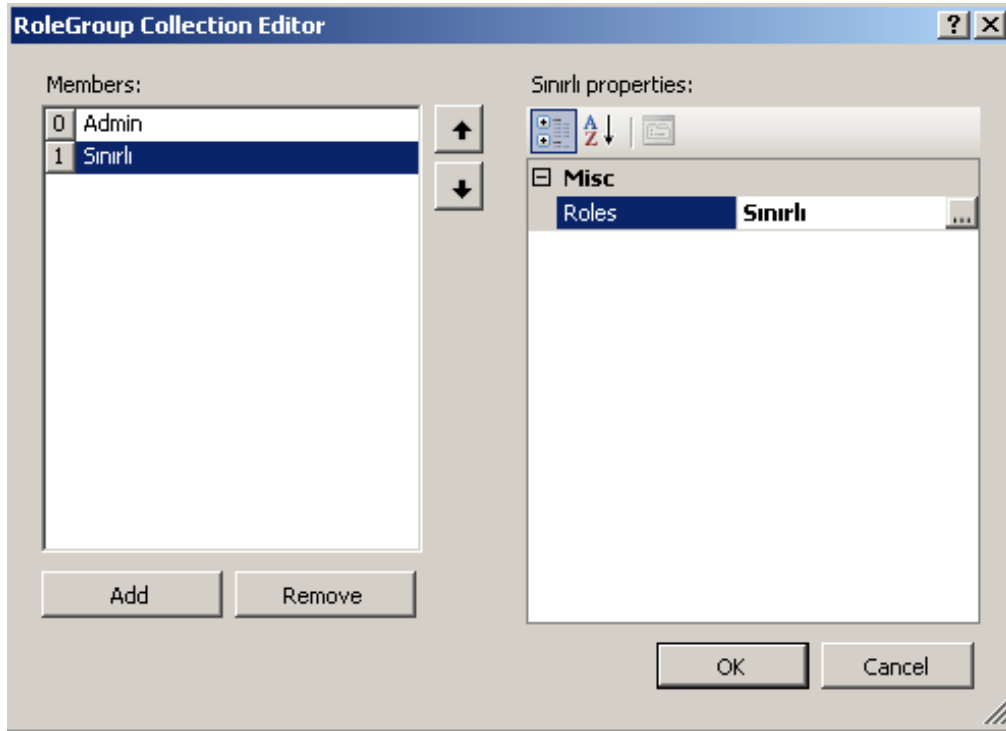 RoleGroup Collection Editor
Members:
0 Admin
1 Sınırlı
Add Remove
Sınırlı properties:
A
Z
Misc
Roles Sınırlı ...
OK Cancel